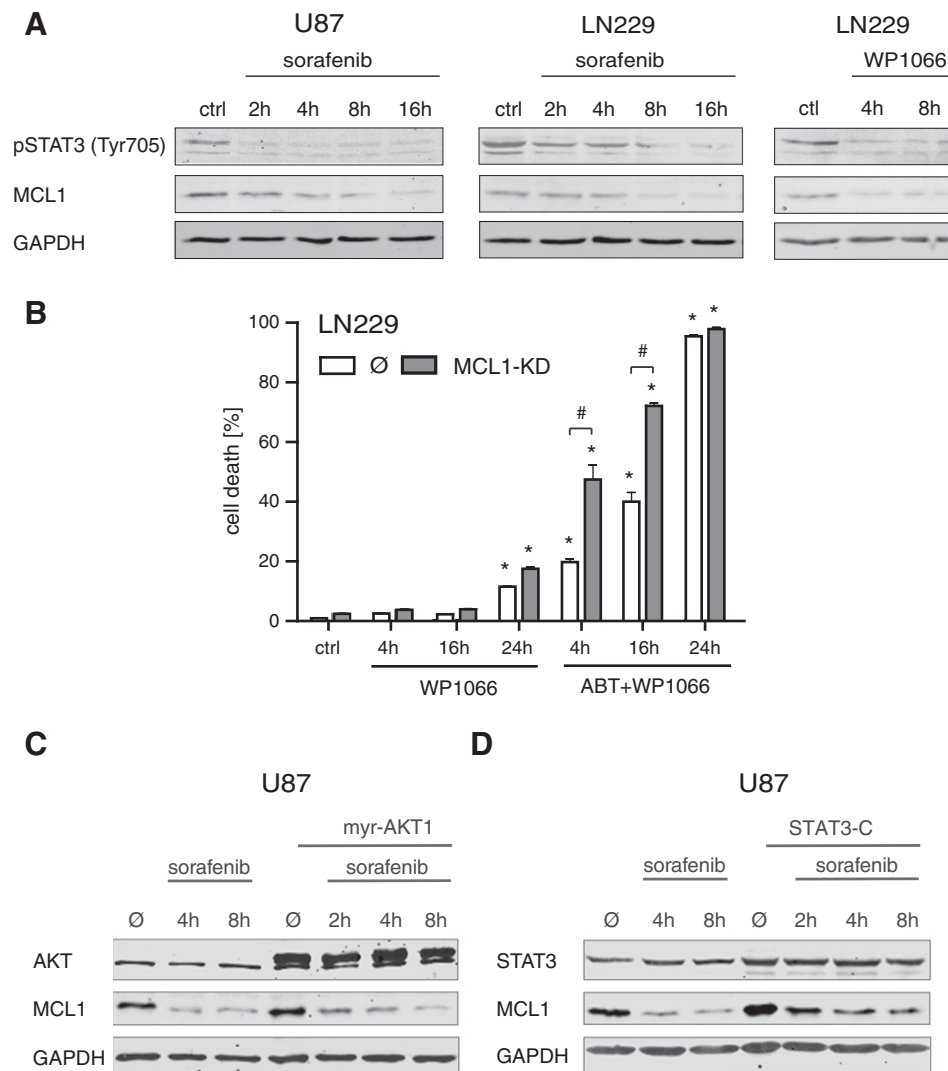 A
U87
LN229
LN229
sorafenib
sorafenib
WP1066
ctrl 2h 4h 8h 16h
ctrl 2h 4h 8h 16h
ctl 4h 8h
pSTAT3 (Tyr705)
MCL1
GAPDH
B
LN229
Ø MCL1-KD
cell death [%]
100
80
60
40
20
0
* * * * # * * # * * *
ctrl 4h 16h 24h 4h 16h 24h
WP1066 ABT+WP1066
C
U87
myr-AKT1
sorafenib sorafenib
Ø 4h 8h Ø 2h 4h 8h
AKT
MCL1
GAPDH
D
U87
STAT3-C
sorafenib sorafenib
Ø 4h 8h Ø 2h 4h 8h
STAT3
MCL1
GAPDH